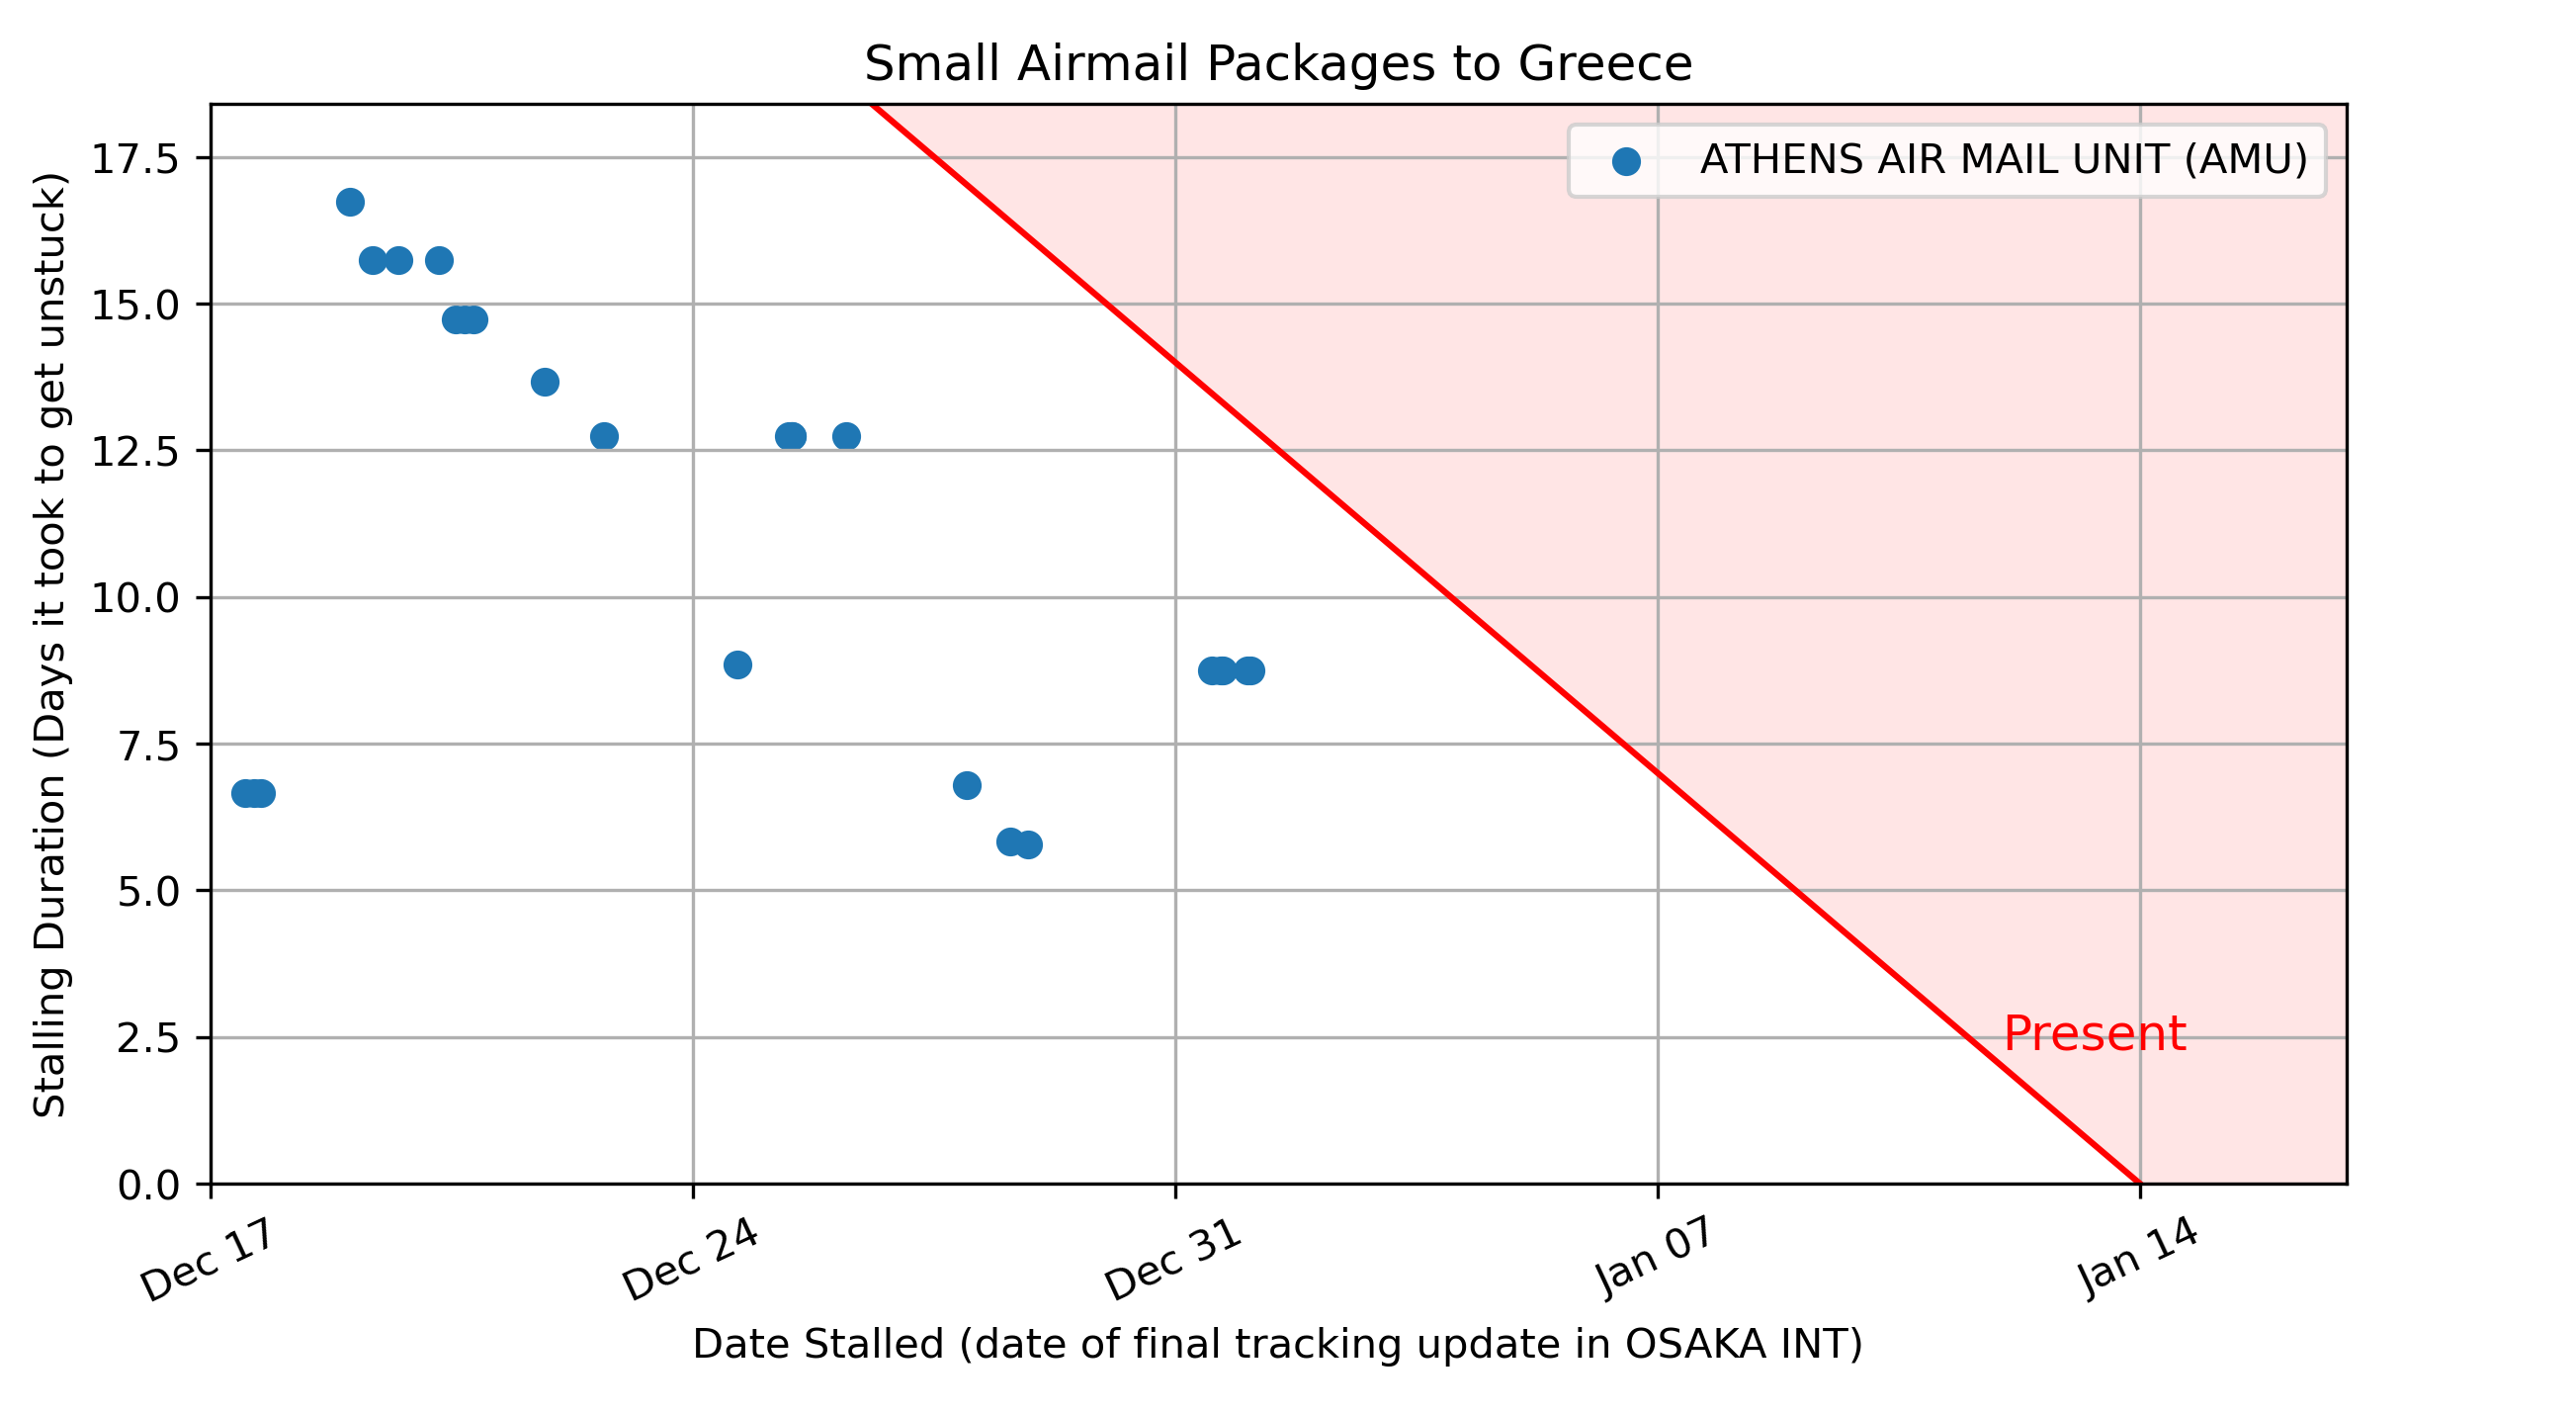 Small Airmail Packages to Greece
ATHENS AIR MAIL UNIT (AMU)
Stalling Duration (Days it took to get unstuck)
17.5
15.0
12.5
10.0
7.5
5.0
2.5
0.0
Present
Dec 17
Dec 24
Dec 31
Jan 07
Jan 14
Date Stalled (date of final tracking update in OSAKA INT)